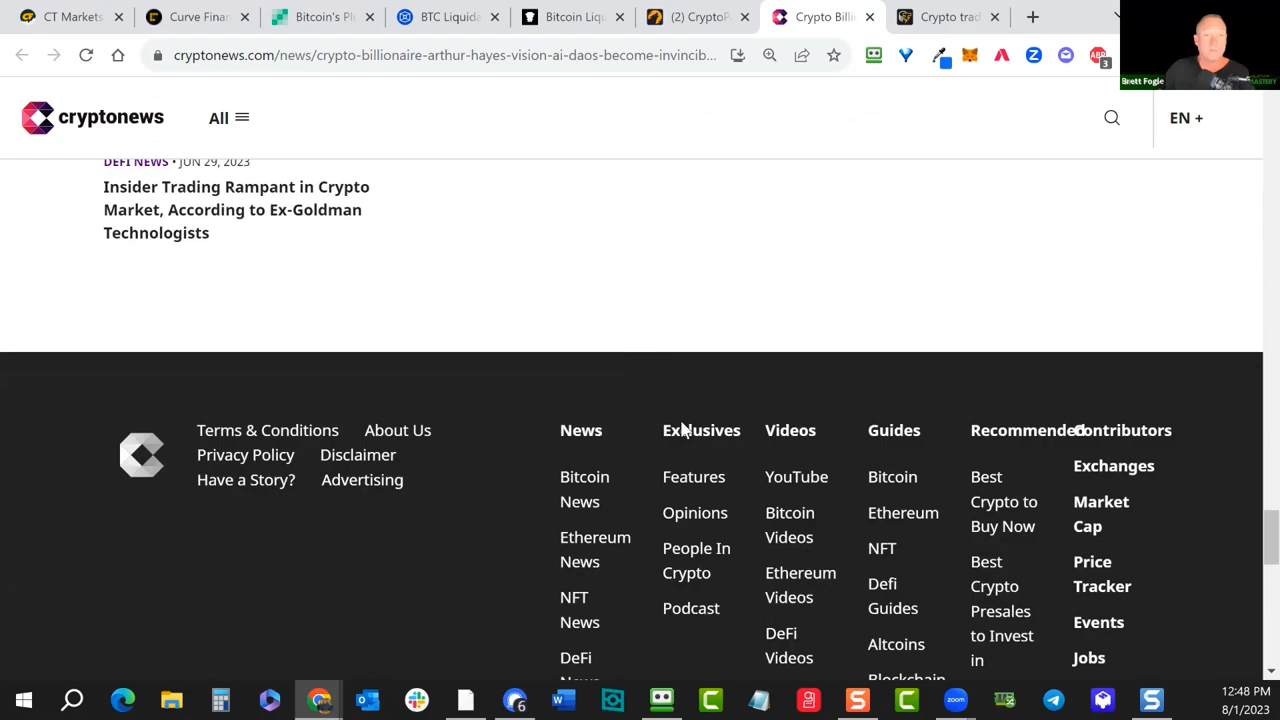 CT Markets
Curve Finan
Bitcoin's Pl
BTC Liquida
Bitcoin Liq
(2) CryptoP
Crypto Billi
Crypto trad
cryptonews.com/news/crypto-billionaire-arthur-hayes-vision-ai-daos-become-invincib...
3
Brett Fogle
MASTERY
cryptonews
All
EN +
DEFI NEWS • JUN 29, 2023
Insider Trading Rampant in Crypto
Market, According to Ex-Goldman
Technologists
Terms & Conditions About Us
Privacy Policy Disclaimer
Have a Story? Advertising
News
Bitcoin
News
Ethereum
News
NFT
News
DeFi
News
Exclusives
Features
Opinions
People In
Crypto
Podcast
Videos
YouTube
Bitcoin
Videos
Ethereum
Videos
DeFi
Videos
Guides
Bitcoin
Ethereum
NFT
Defi
Guides
Altcoins
Blockchain
Recommended
Best
Crypto to
Buy Now
Best
Crypto
Presales
to Invest
in
Contributors
Exchanges
Market
Cap
Price
Tracker
Events
Jobs
6
zoom
12:48 PM
8/1/2023